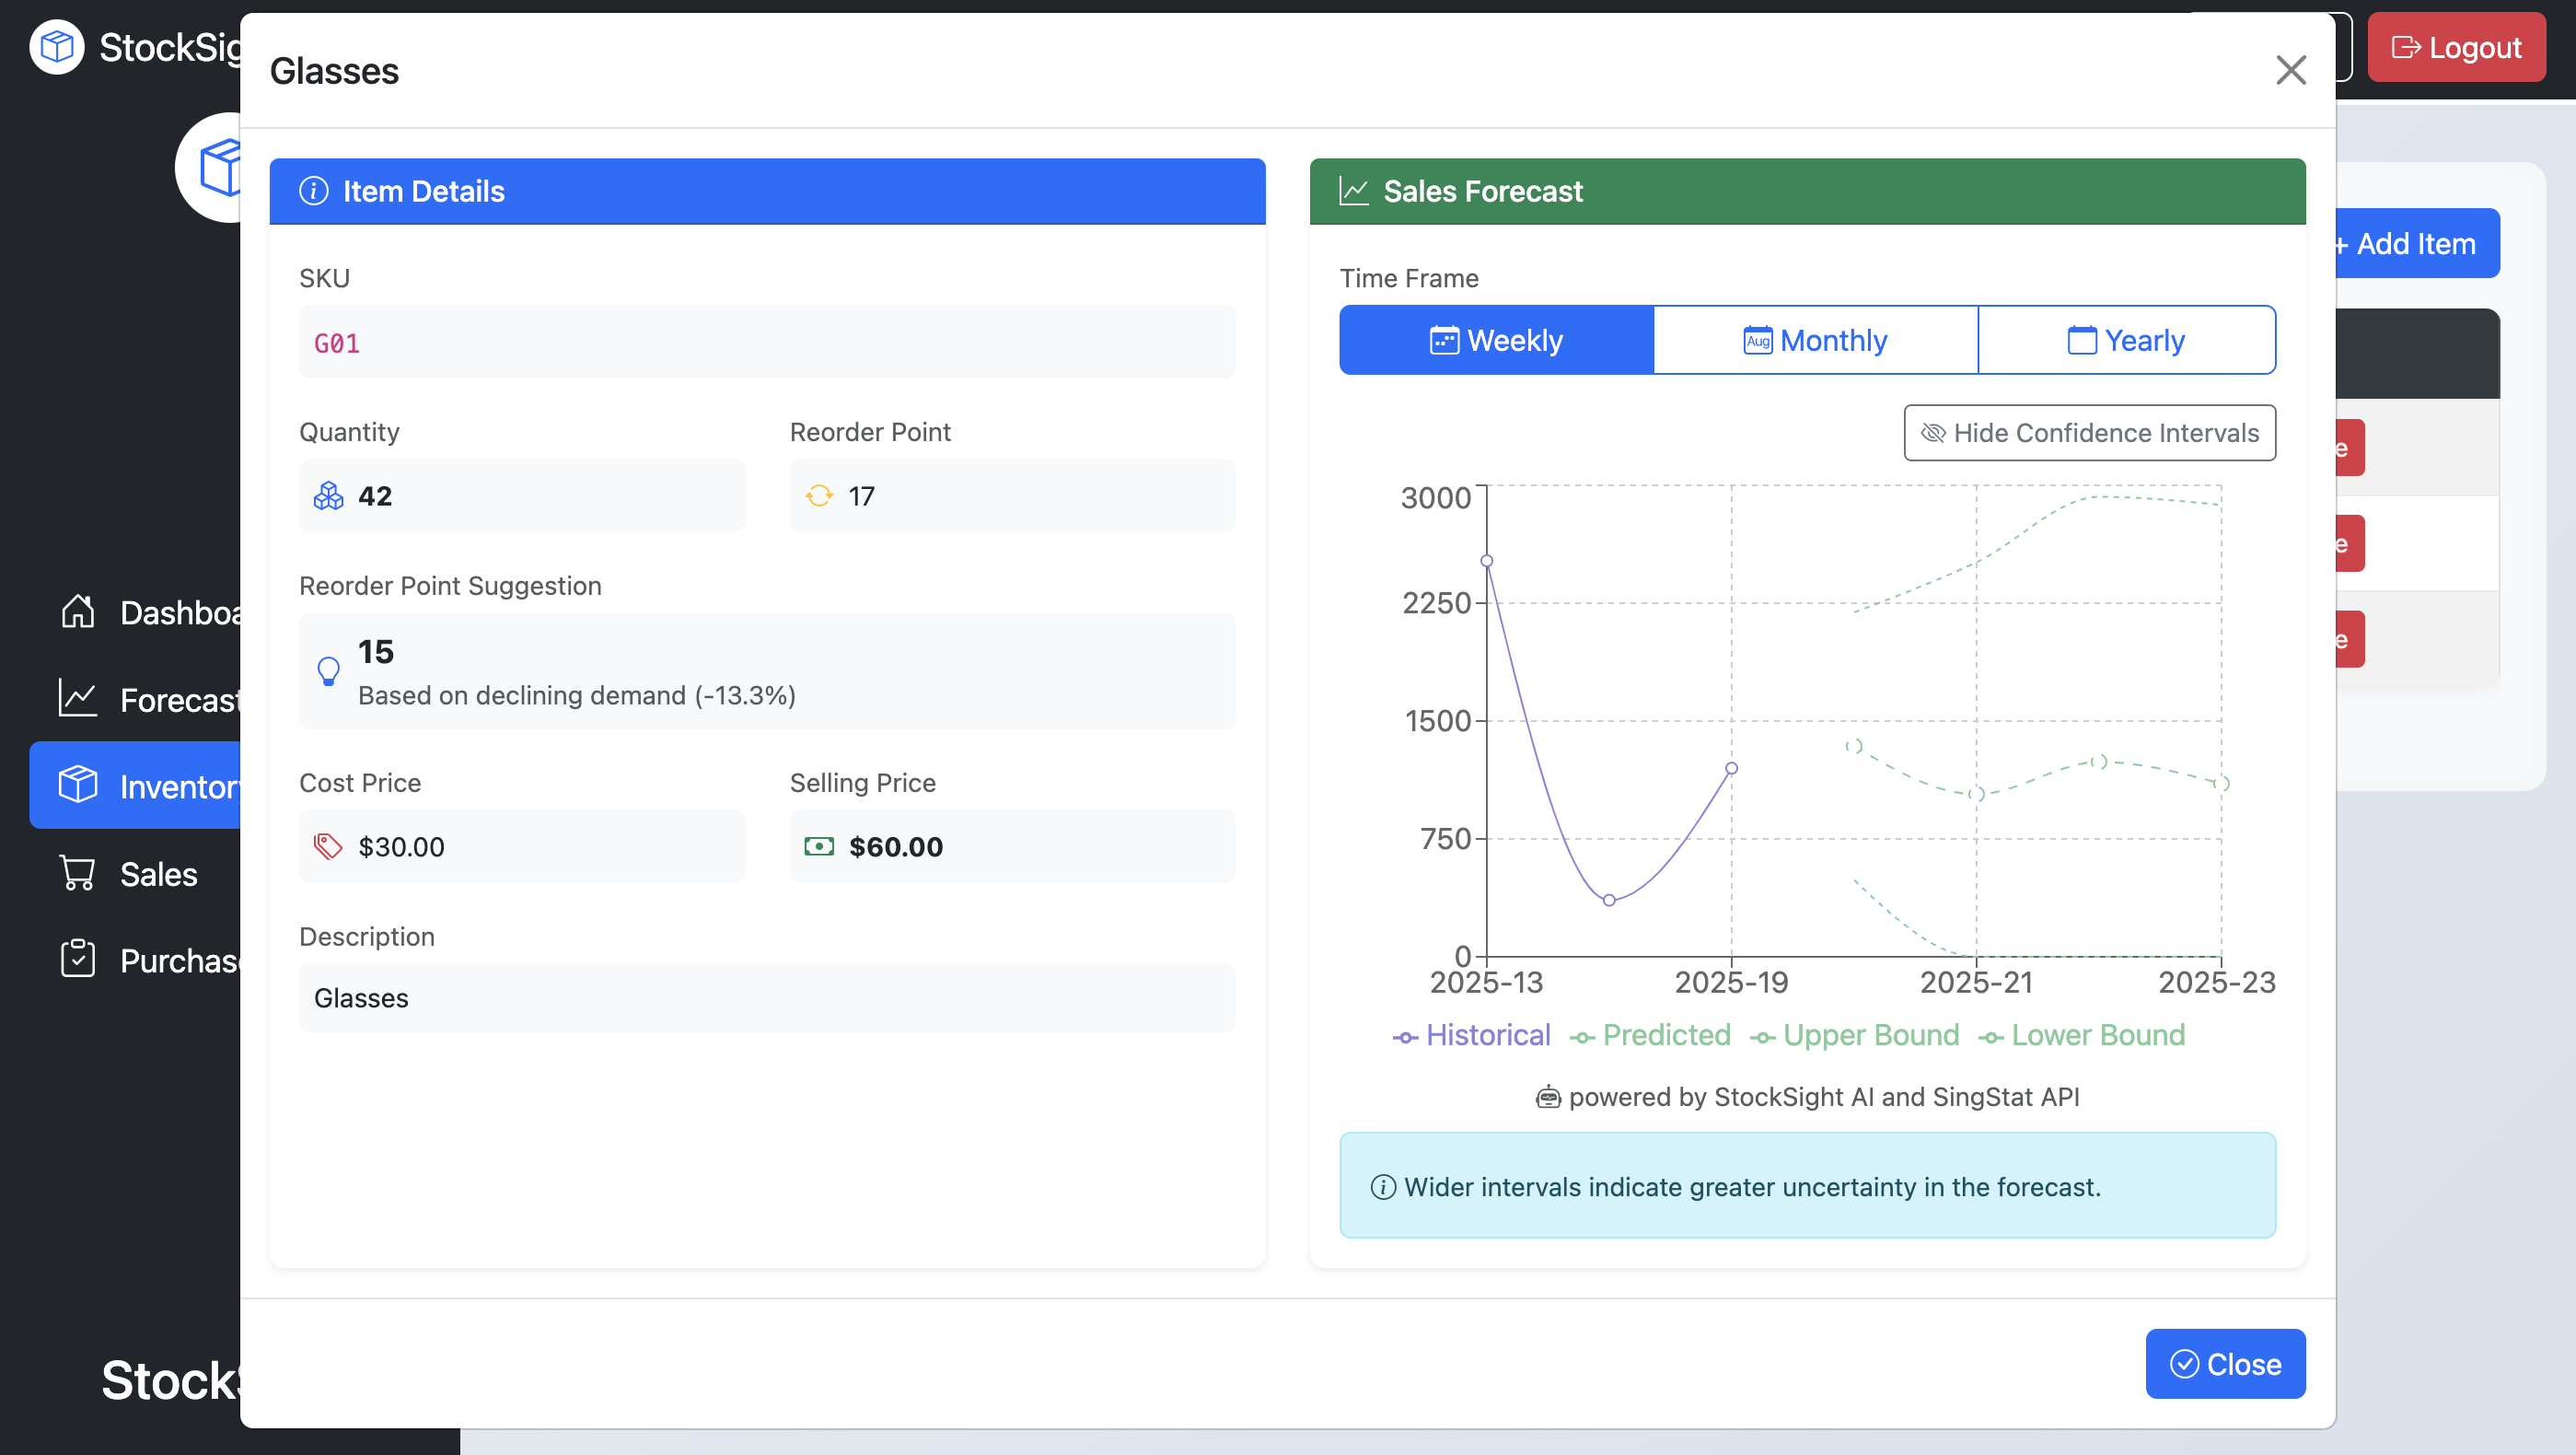 StockSig
Logout
Glasses
Item Details
SKU
G01
Quantity
Reorder Point
42
17
Reorder Point Suggestion
15
Based on declining demand (-13.3%)
Cost Price
Selling Price
$30.00
$60.00
Description
Glasses
Sales Forecast
Time Frame
Weekly
Aug Monthly
Yearly
Hide Confidence Intervals
3000
2250
1500
750
0
2025-13 2025-19 2025-21 2025-23
Historical Predicted Upper Bound Lower Bound
powered by StockSight AI and SingStat API
Wider intervals indicate greater uncertainty in the forecast.
Close
+ Add Item
e
e
e
Dashboa
Forecast
Inventory
Sales
Purchase
StockS